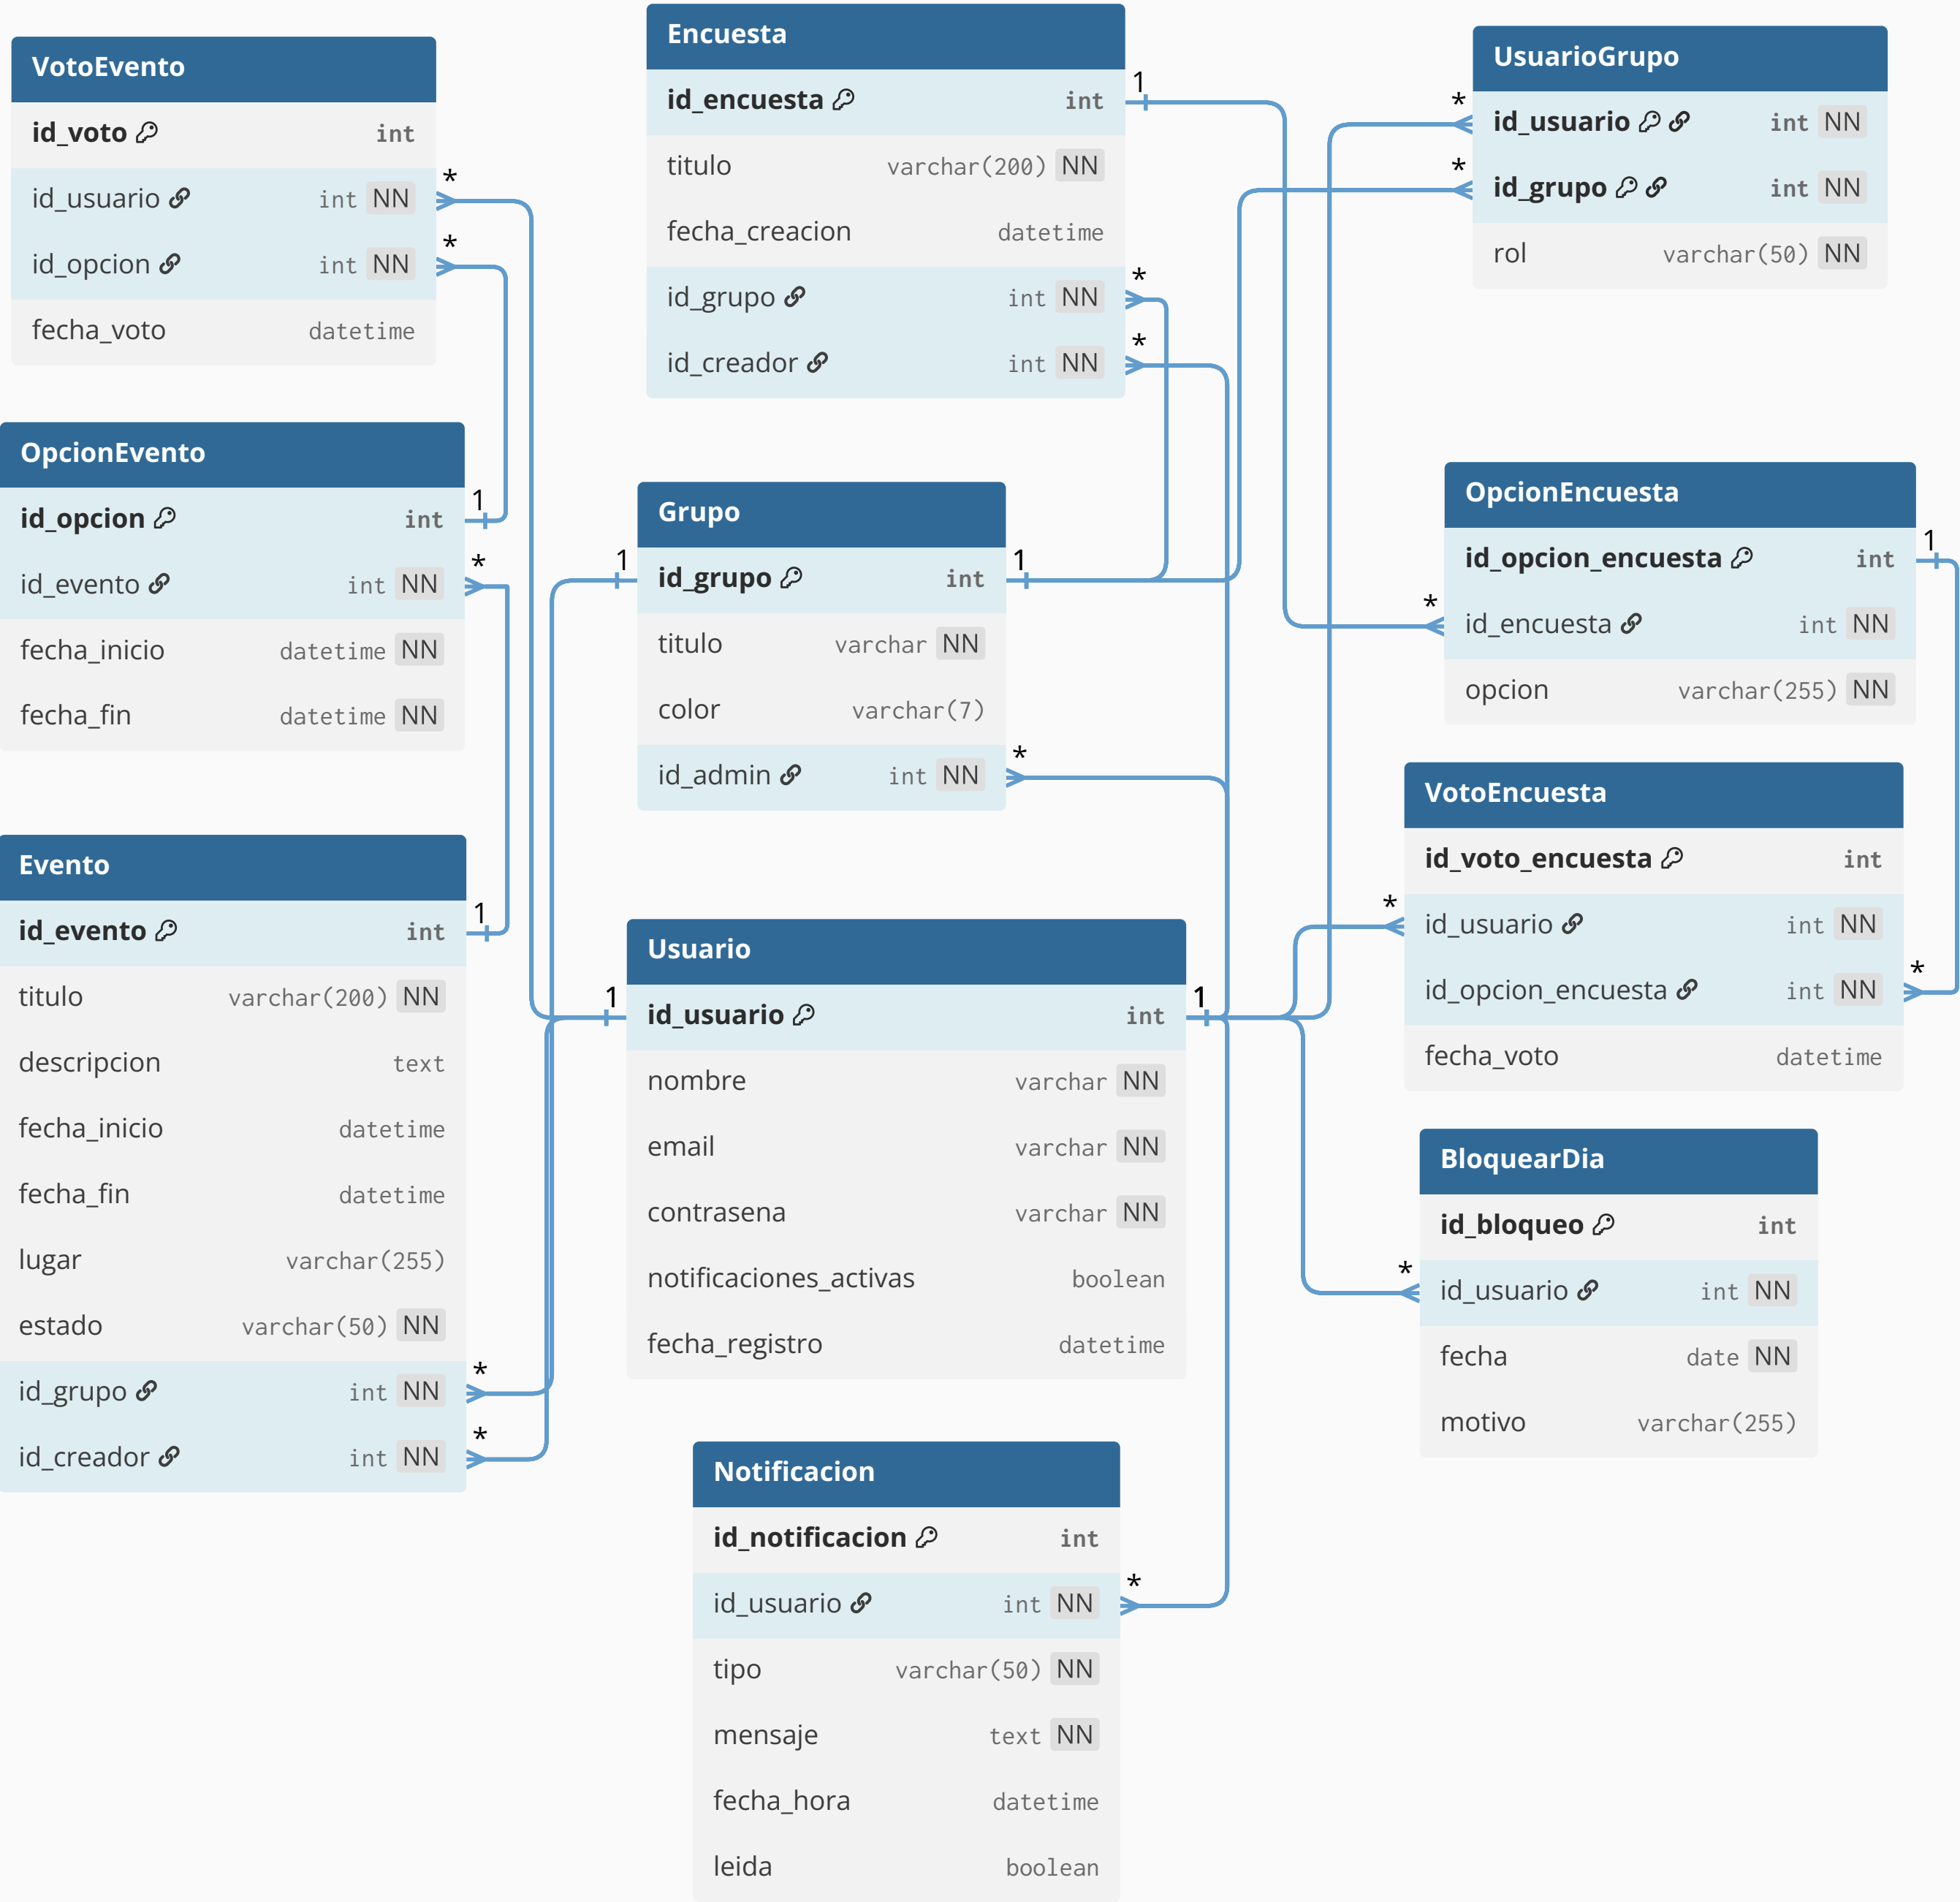 VotoEvento
id_voto int
* id_usuario int NN
* id_opcion int NN
fecha_voto datetime
OpcionEvento
1 id_opcion int
* id_evento int NN
fecha_inicio datetime NN
fecha_fin datetime NN
Evento
1 id_evento int
titulo varchar(200) NN
descripcion text
fecha_inicio datetime
fecha_fin datetime
lugar varchar(255)
estado varchar(50) NN
* id_grupo int NN
* id_creador int NN
Encuesta
1 id_encuesta int
titulo varchar(200) NN
fecha_creacion datetime
* id_grupo int NN
* id_creador int NN
Grupo
1 id_grupo int 1
titulo varchar NN
color varchar(7)
* id_admin int NN
Usuario
1 id_usuario int 1
nombre varchar NN
email varchar NN
contrasena varchar NN
notificaciones_activas boolean
fecha_registro datetime
Notificacion
id_notificacion int
* id_usuario int NN
tipo varchar(50) NN
mensaje text NN
fecha_hora datetime
leida boolean
UsuarioGrupo
* id_usuario int NN
* id_grupo int NN
rol varchar(50) NN
OpcionEncuesta
1 id_opcion_encuesta int
* id_encuesta int NN
opcion varchar(255) NN
VotoEncuesta
id_voto_encuesta int
* id_usuario int NN
* id_opcion_encuesta int NN
fecha_voto datetime
BloquearDia
id_bloqueo int
* id_usuario int NN
fecha date NN
motivo varchar(255)